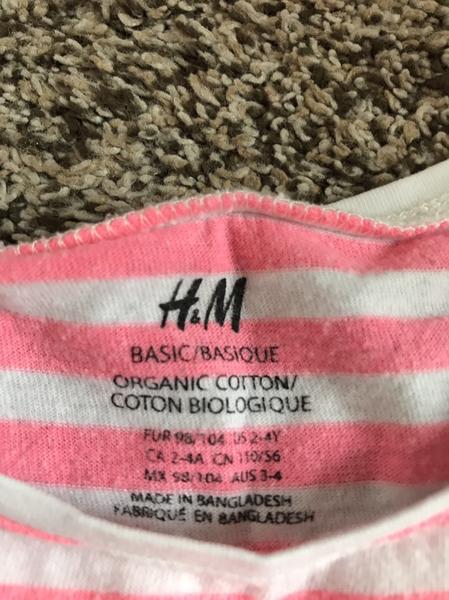 H&M
BASIC/BASIQUE
ORGANIC COTTON/
COTON BIOLOGIQUE
EUR 98/104 US 2-4Y
CA 2-4A CN 110/56
MX 98/104 AUS 3-4
MADE IN BANGLADESH
FABRIQUÉ EN BANGLADESH